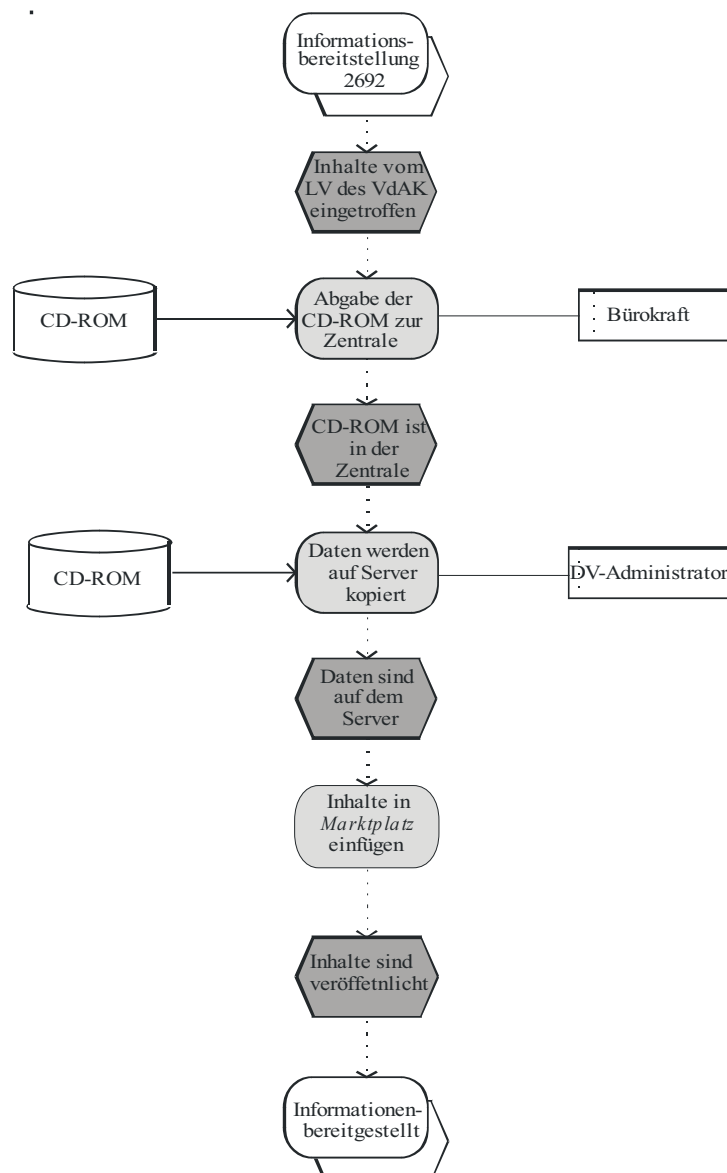 Informations-
bereitstellung
2692
Inhalte vom
LV des VdAK
eingetroffen
CD-ROM
Abgabe der
CD-ROM zur
Zentrale
Bürokraft
CD-ROM ist
in der
Zentrale
CD-ROM
Daten werden
auf Server
kopiert
DV-Administrator
Daten sind
auf dem
Server
Inhalte in
Marktplatz
einfügen
Inhalte sind
veröffetnlicht
Informationen-
bereitgestellt